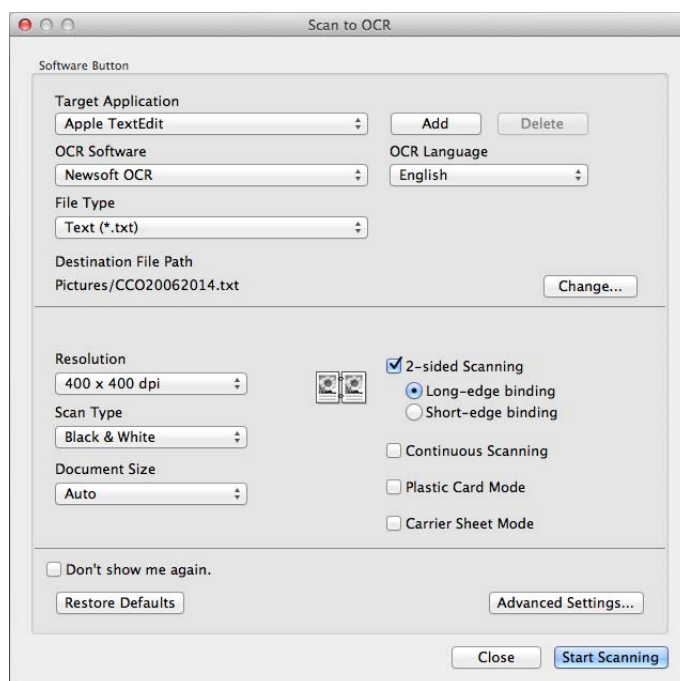 Scan to OCR
Software Button
Target Application
Apple TextEdit Add Delete
OCR Software OCR Language
Newsoft OCR English
File Type
Text (*.txt)
Destination File Path
Pictures/CCO20062014.txt Change...
Resolution 2-sided Scanning
400 x 400 dpi Long-edge binding
Scan Type Short-edge binding
Black & White Continuous Scanning
Document Size Plastic Card Mode
Auto
Carrier Sheet Mode
Don't show me again.
Restore Defaults Advanced Settings...
Close Start Scanning